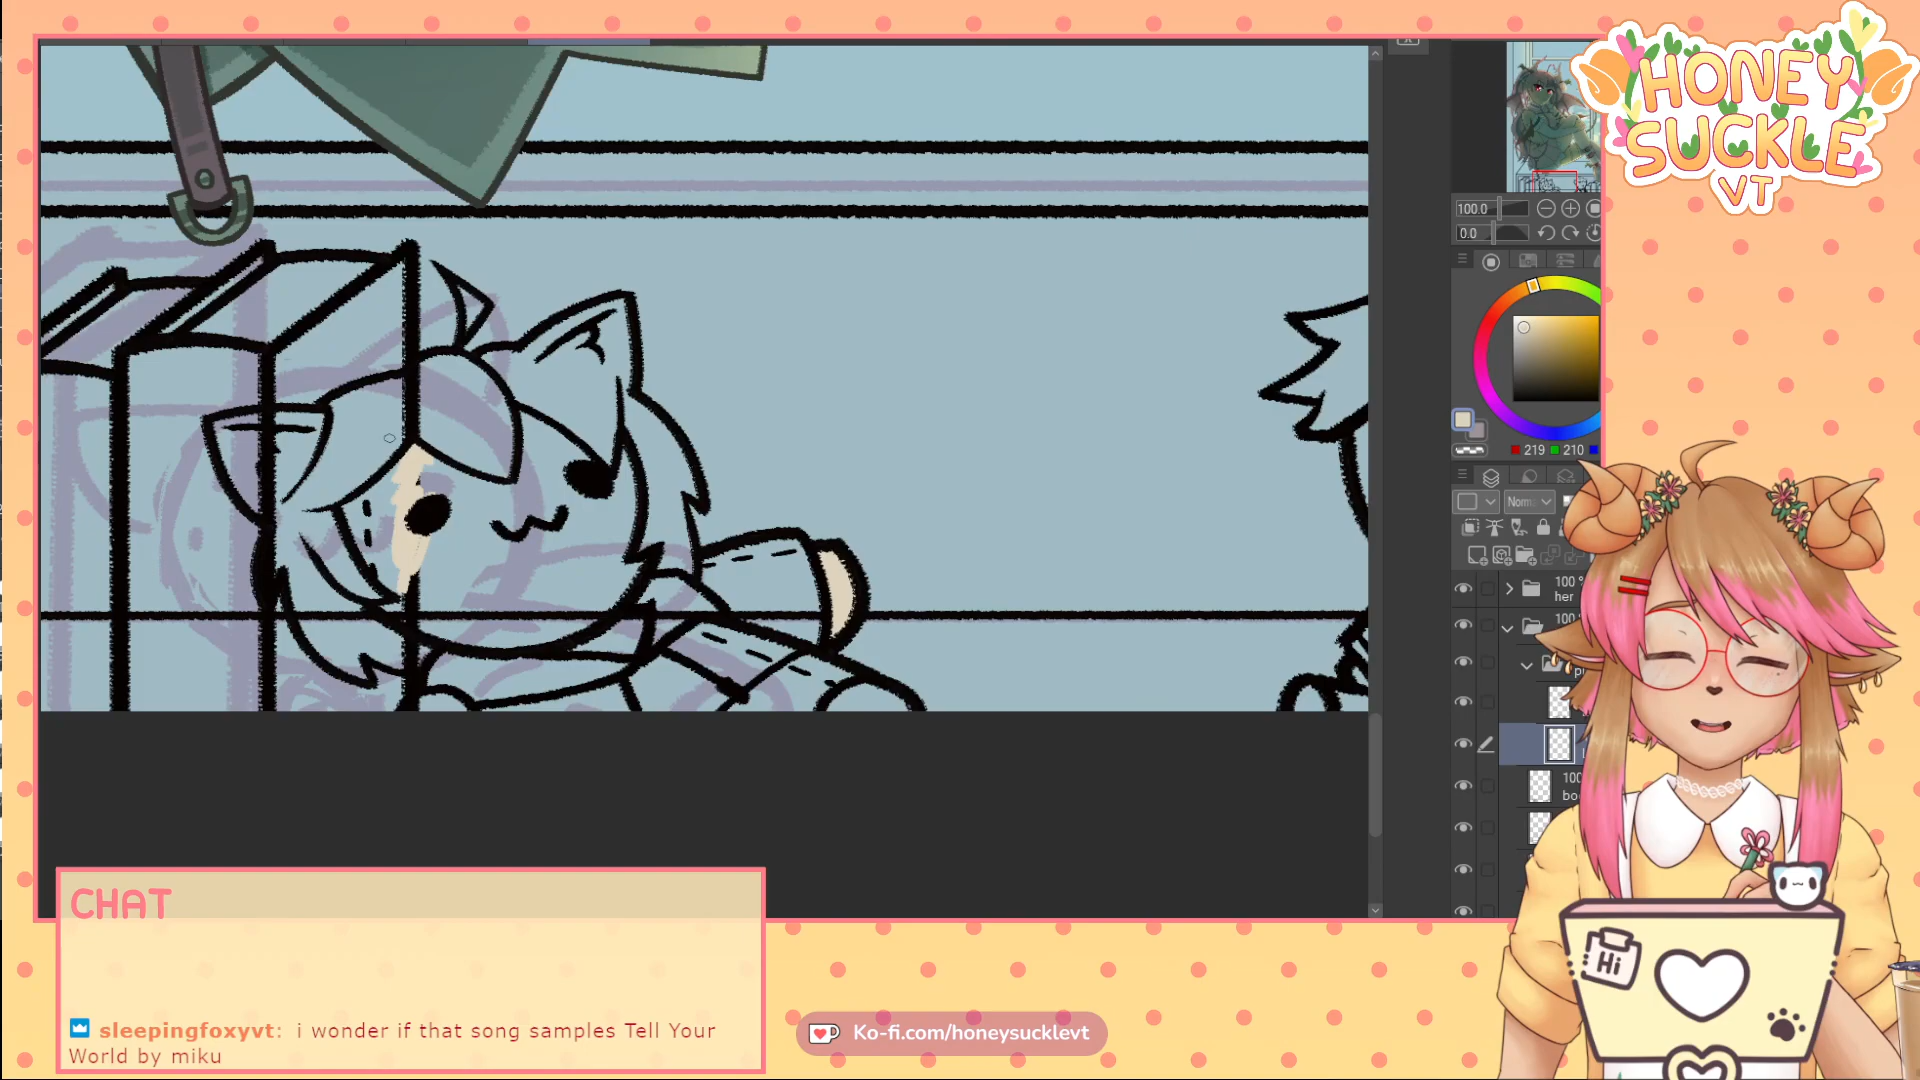 HONEY
SUCKLE
VT
100.0
0.0
219 210
Norm
100 %
her
100
100
bo
Hi
CHAT
sleepingfoxyvt: i wonder if that song samples Tell Your
World by miku
Ko-fi.com/honeysucklevt